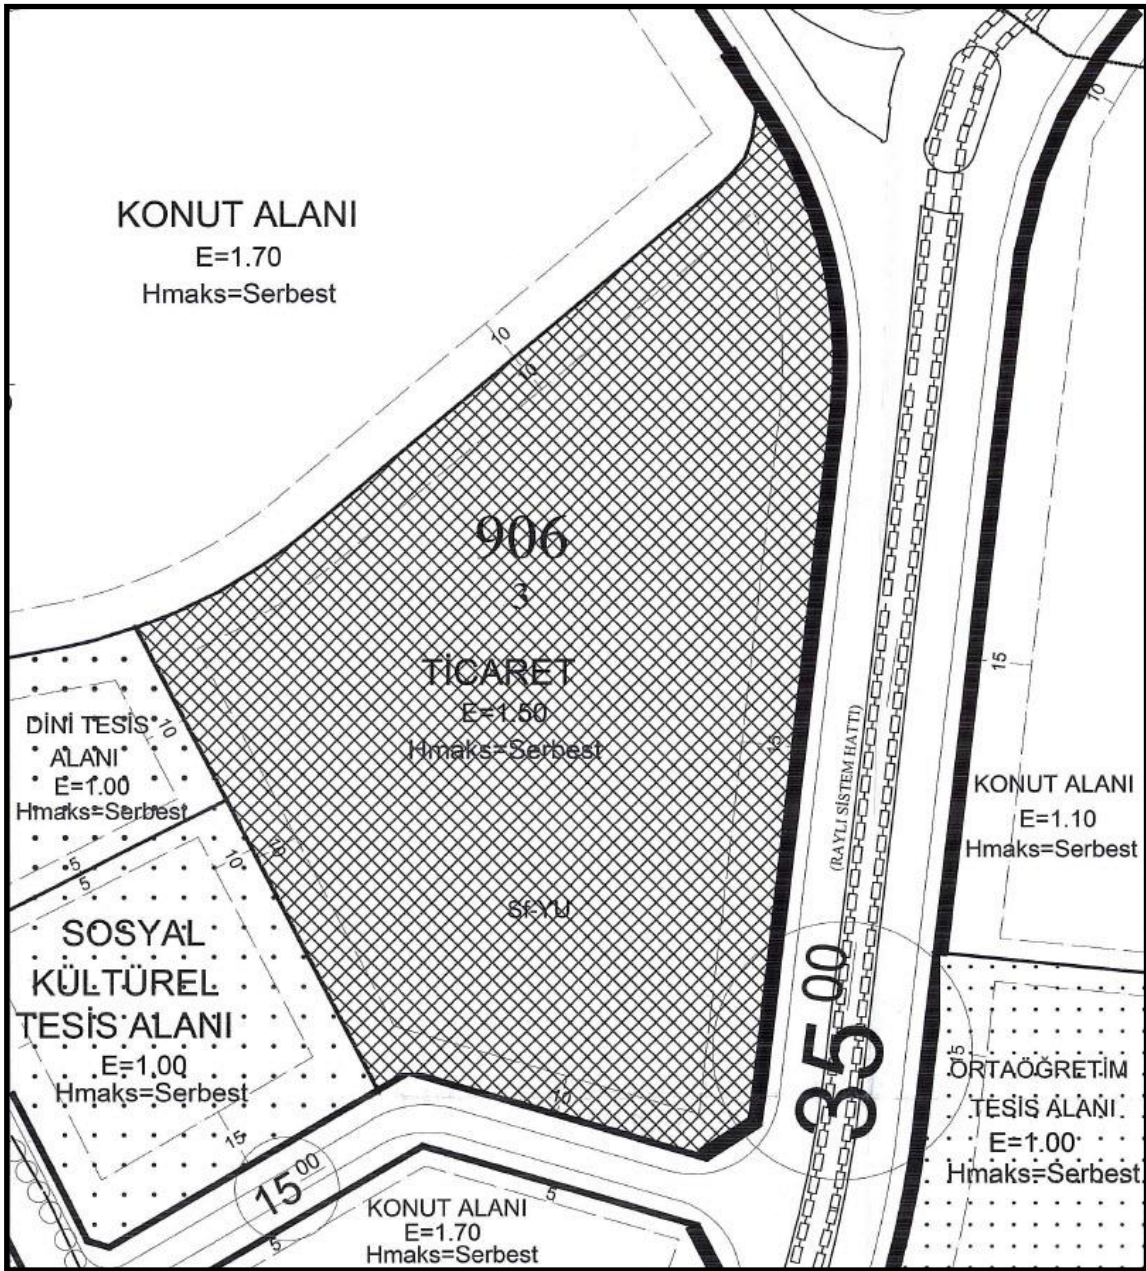 10
KONUT ALANI
E=1.70
Hmaks=Serbest
10
10
906
3
TİCARET
E=1.50
Hmaks=Serbest
Sf-YU
15
10
(RAYLI SİSTEM HATTI)
15
DİNİ TESİS
ALANI
E=1.00
Hmaks=Serbest
10
10
10
5
5
KONUT ALANI
E=1.10
Hmaks=Serbest
SOSYAL
KÜLTÜREL
TESİS ALANI
E=1.00
Hmaks=Serbest
15
35 00
15
ORTAÖĞRETİM
TESİS ALANI
E=1.00
Hmaks=Serbest
15 00
KONUT ALANI
E=1.70
Hmaks=Serbest
5
5